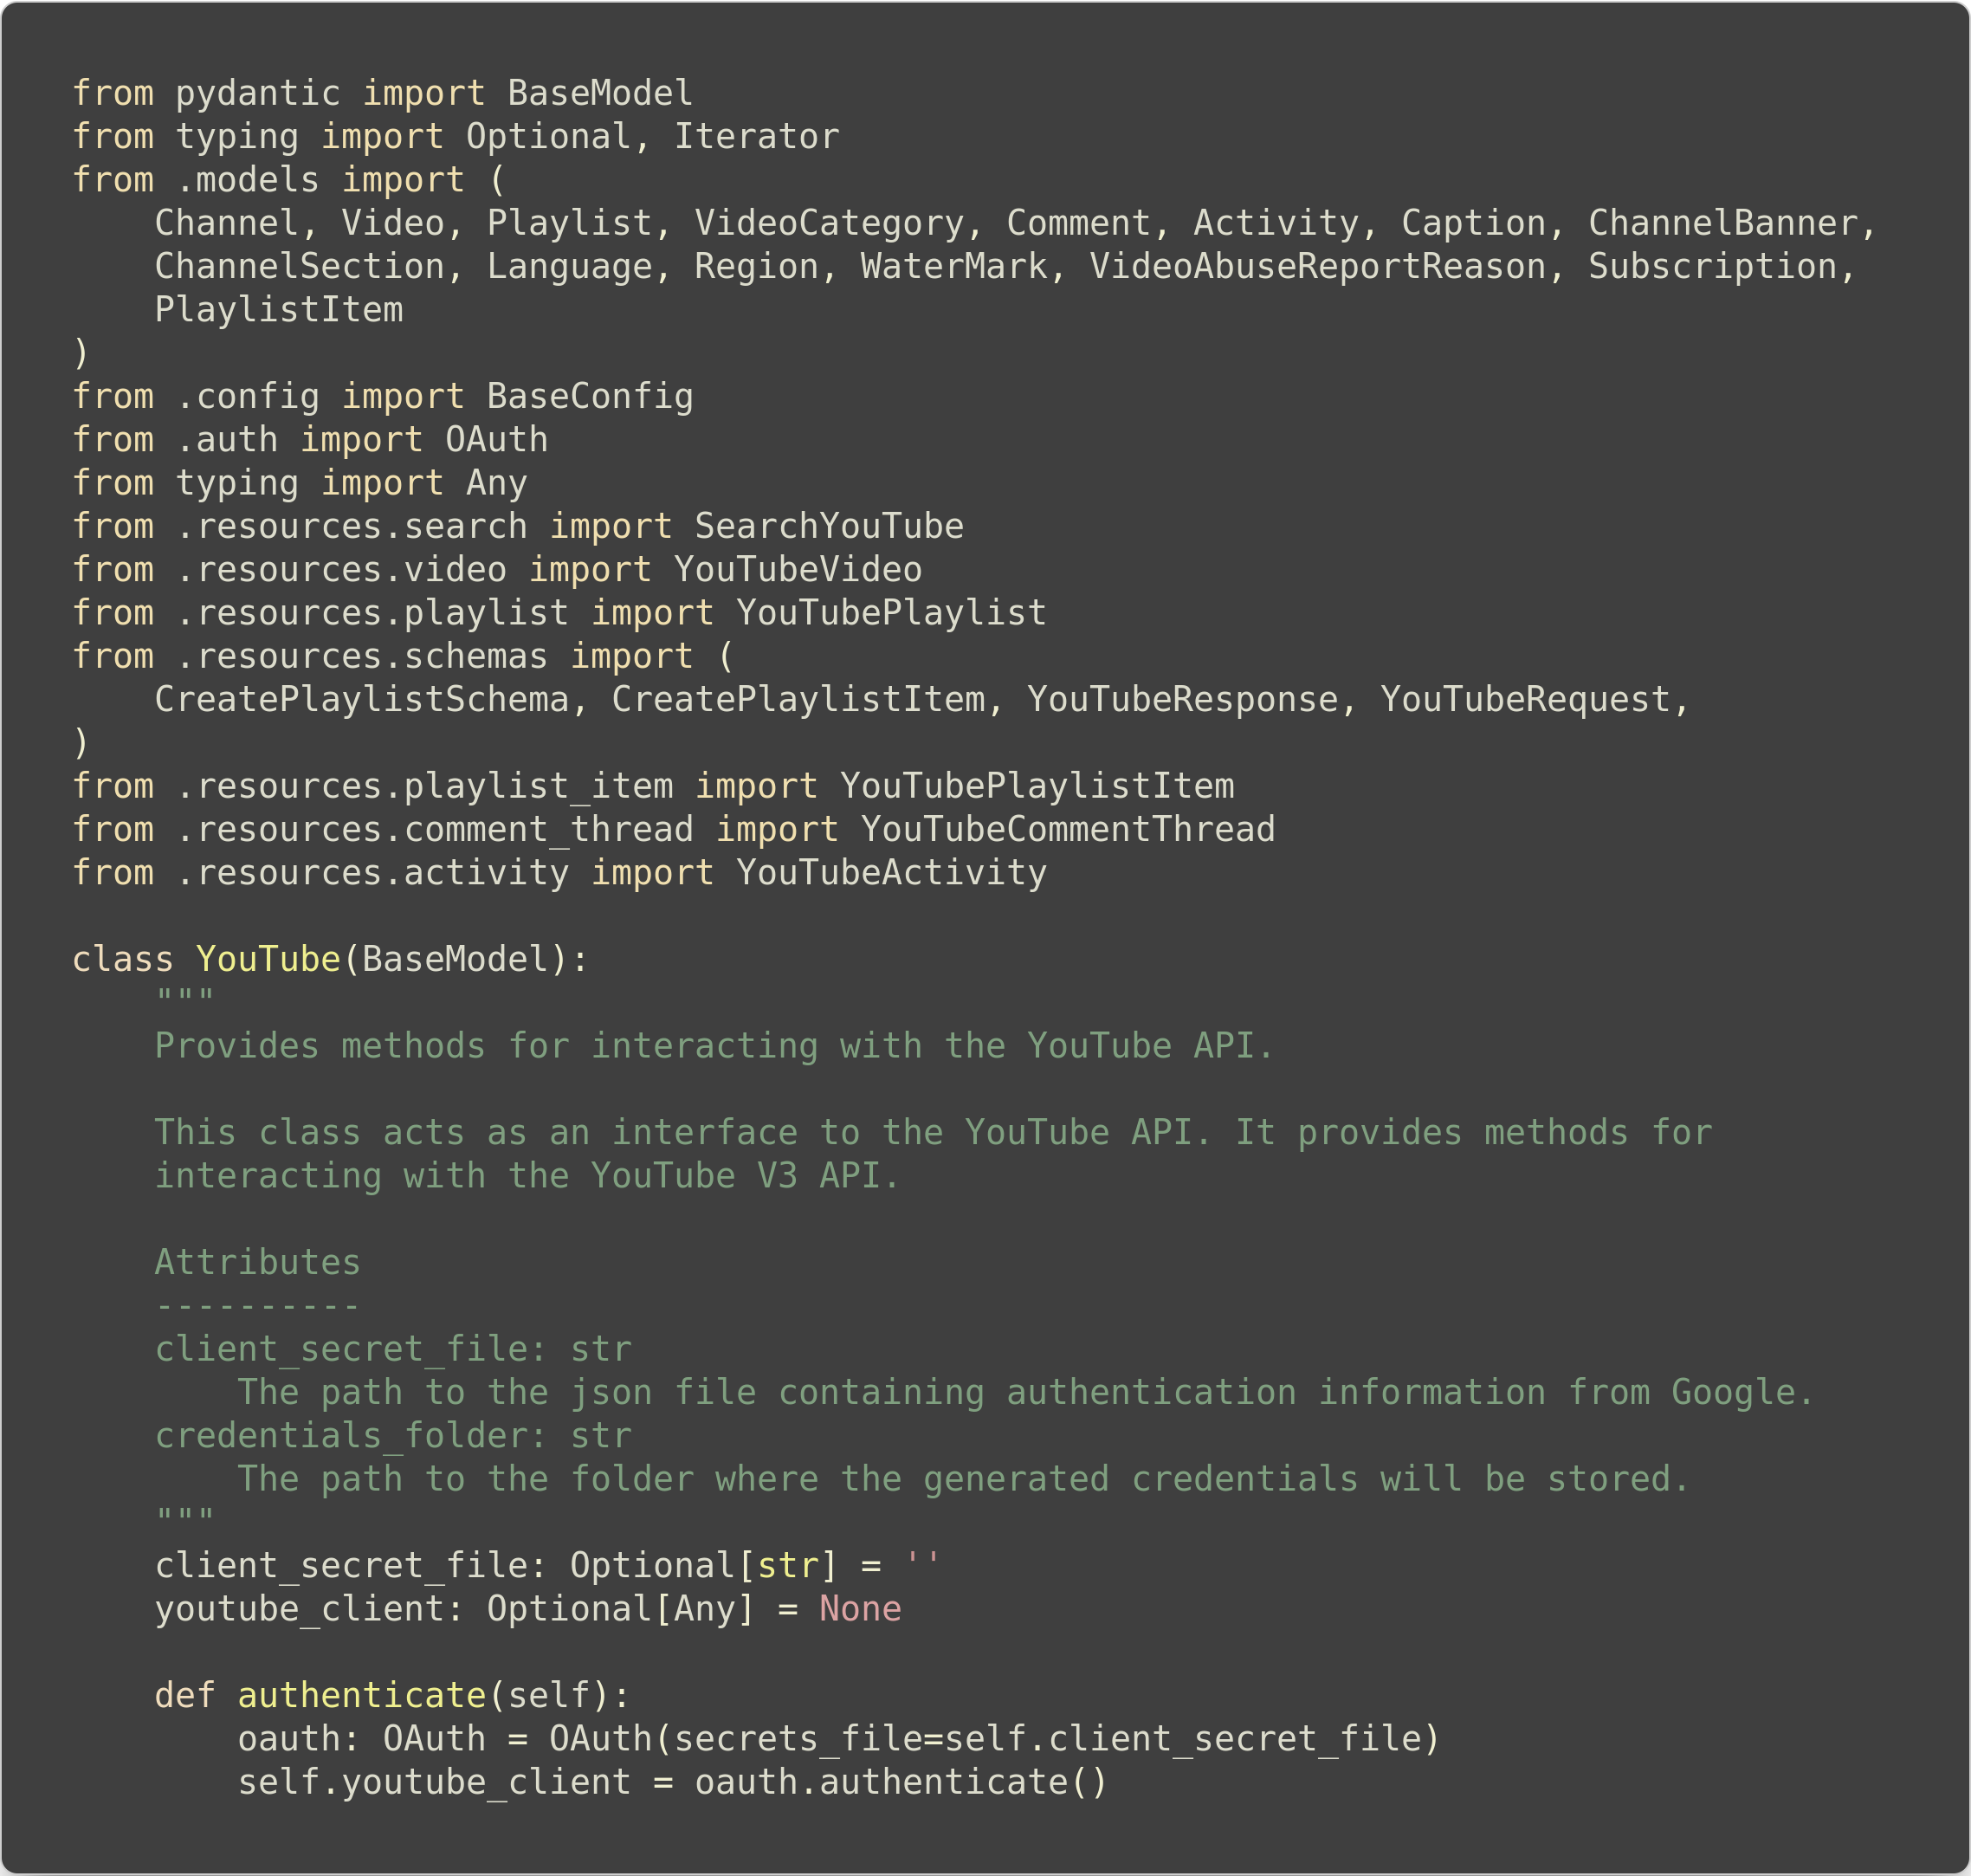 from pydantic import BaseModel
from typing import Optional, Iterator
from .models import (
    Channel, Video, Playlist, VideoCategory, Comment, Activity, Caption, ChannelBanner,
    ChannelSection, Language, Region, WaterMark, VideoAbuseReportReason, Subscription,
    PlaylistItem
)
from .config import BaseConfig
from .auth import OAuth
from typing import Any
from .resources.search import SearchYouTube
from .resources.video import YouTubeVideo
from .resources.playlist import YouTubePlaylist
from .resources.schemas import (
    CreatePlaylistSchema, CreatePlaylistItem, YouTubeResponse, YouTubeRequest,
)
from .resources.playlist_item import YouTubePlaylistItem
from .resources.comment_thread import YouTubeCommentThread
from .resources.activity import YouTubeActivity

class YouTube(BaseModel):
    """
    Provides methods for interacting with the YouTube API.

    This class acts as an interface to the YouTube API. It provides methods for
    interacting with the YouTube V3 API.

    Attributes
    ----------
    client_secret_file: str
        The path to the json file containing authentication information from Google.
    credentials_folder: str
        The path to the folder where the generated credentials will be stored.
    """
    client_secret_file: Optional[str] = ''
    youtube_client: Optional[Any] = None

    def authenticate(self):
        oauth: OAuth = OAuth(secrets_file=self.client_secret_file)
        self.youtube_client = oauth.authenticate()